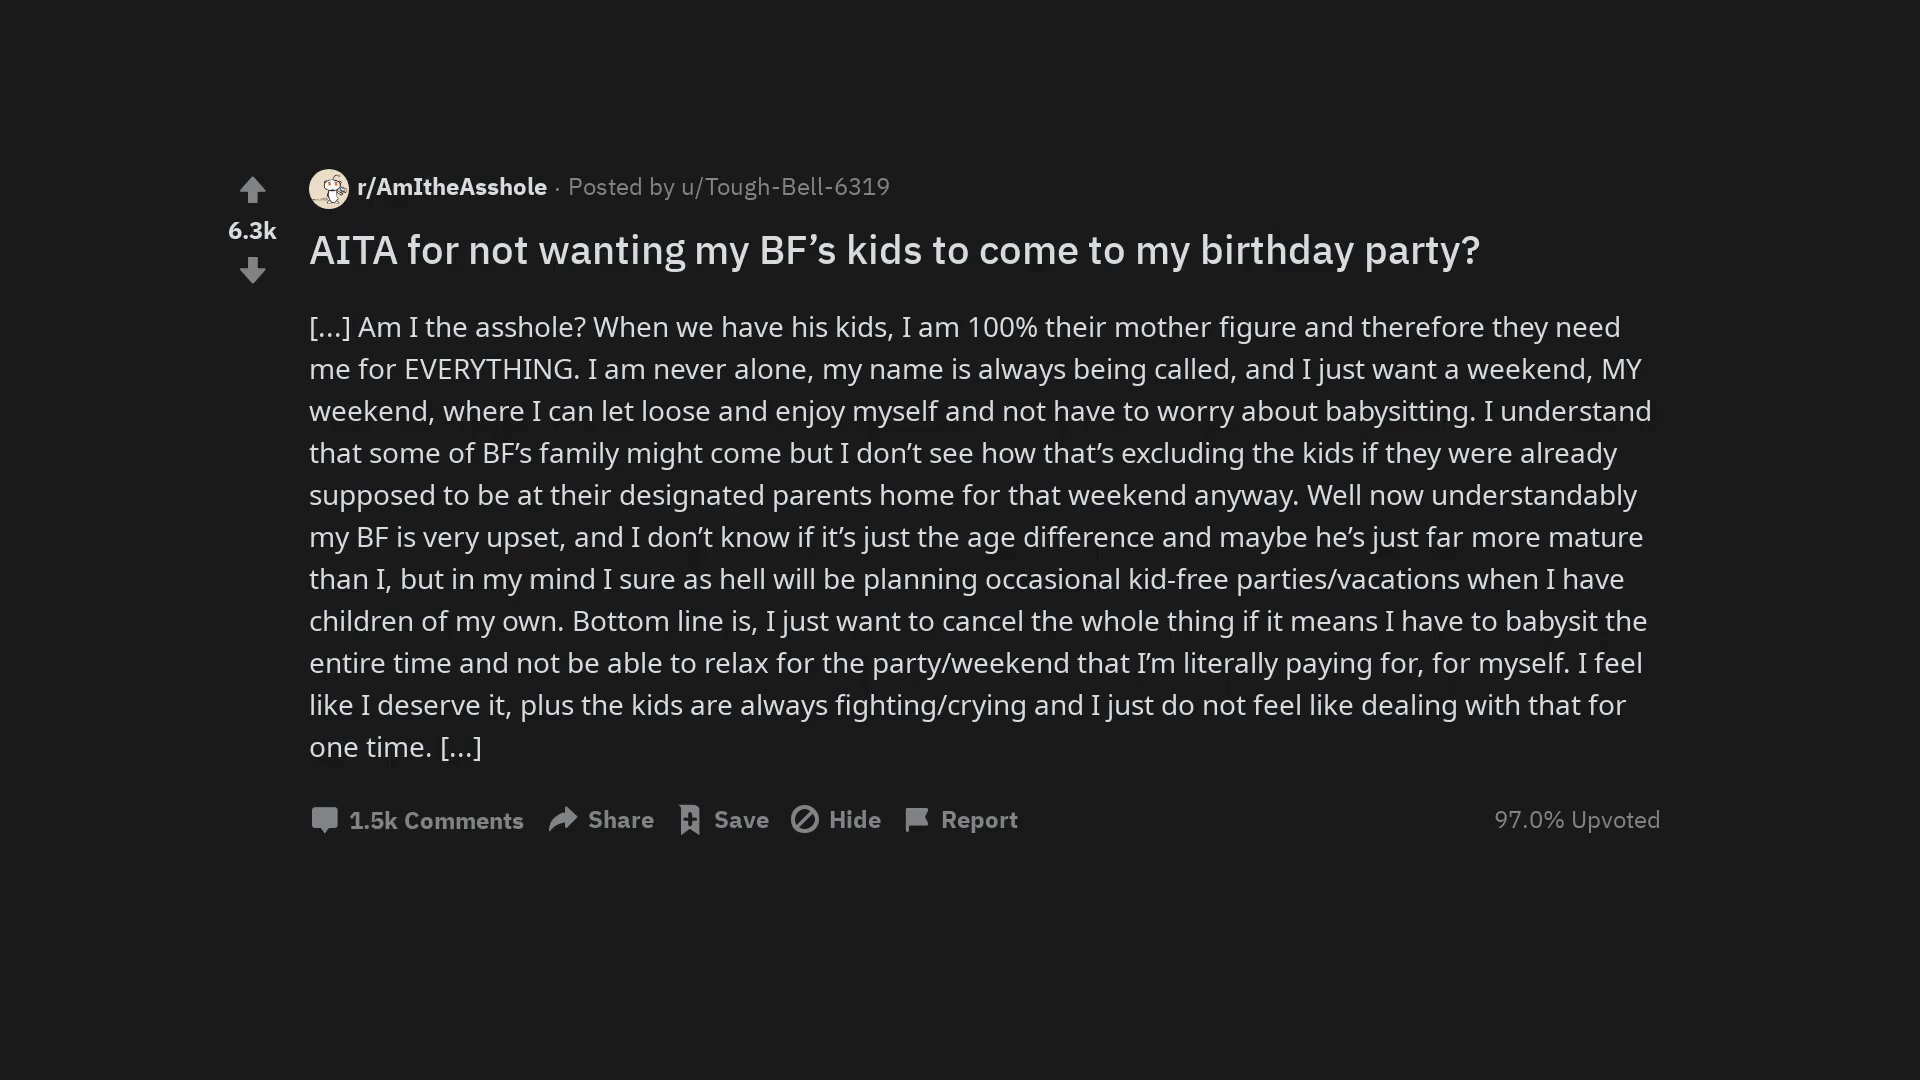 r/AmItheAsshole · Posted by u/Tough-Bell-6319
6.3k
AITA for not wanting my BF’s kids to come to my birthday party?
[...] Am I the asshole? When we have his kids, I am 100% their mother figure and therefore they need
me for EVERYTHING. I am never alone, my name is always being called, and I just want a weekend, MY
weekend, where I can let loose and enjoy myself and not have to worry about babysitting. I understand
that some of BF’s family might come but I don’t see how that’s excluding the kids if they were already
supposed to be at their designated parents home for that weekend anyway. Well now understandably
my BF is very upset, and I don’t know if it’s just the age difference and maybe he’s just far more mature
than I, but in my mind I sure as hell will be planning occasional kid-free parties/vacations when I have
children of my own. Bottom line is, I just want to cancel the whole thing if it means I have to babysit the
entire time and not be able to relax for the party/weekend that I’m literally paying for, for myself. I feel
like I deserve it, plus the kids are always fighting/crying and I just do not feel like dealing with that for
one time. [...]
1.5k Comments Share Save Hide Report 97.0% Upvoted